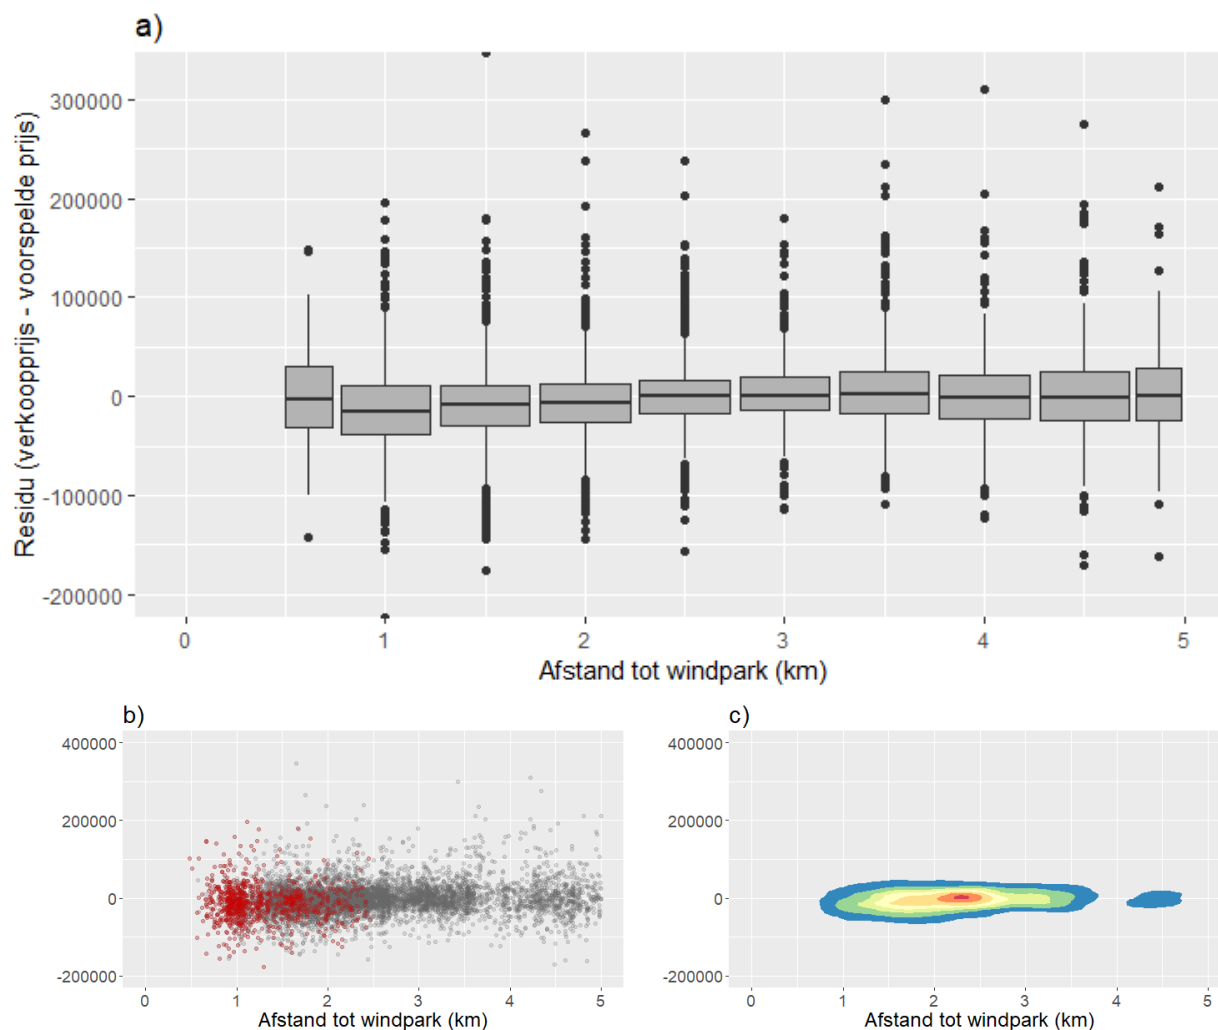 a)
Residu (verkoopprijs - voorspelde prijs)
300000
200000
100000
0
-100000
-200000
0 1 2 3 4 5
Afstand tot windpark (km)
b)
400000
200000
0
-200000
0 1 2 3 4 5
Afstand tot windpark (km)
c)
400000
200000
0
-200000
0 1 2 3 4 5
Afstand tot windpark (km)